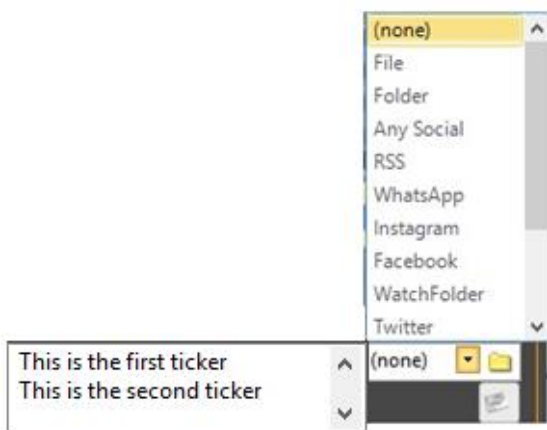 (none)
File
Folder
Any Social
RSS
WhatsApp
Instagram
Facebook
WatchFolder
Twitter
This is the first ticker
This is the second ticker
(none)